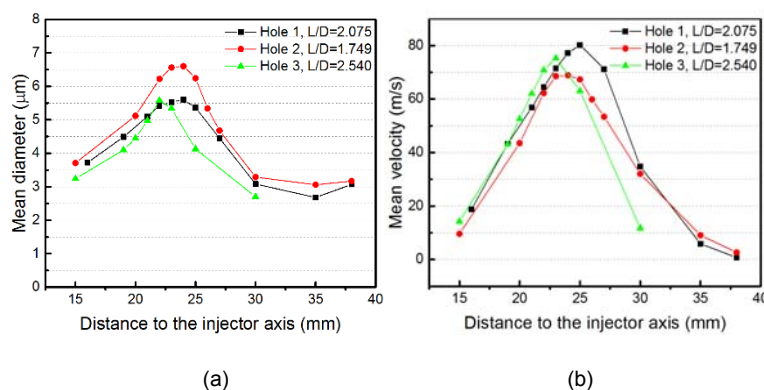 8
7
6
5
4
3
2
1
0
Mean diameter (μm)
Hole 1, L/D=2.075
Hole 2, L/D=1.749
Hole 3, L/D=2.540
15 20 25 30 35 40
Distance to the injector axis (mm)
(a)
80
60
40
20
0
Mean velocity (m/s)
Hole 1, L/D=2.075
Hole 2, L/D=1.749
Hole 3, L/D=2.540
15 20 25 30 35 40
Distance to the injector axis (mm)
(b)